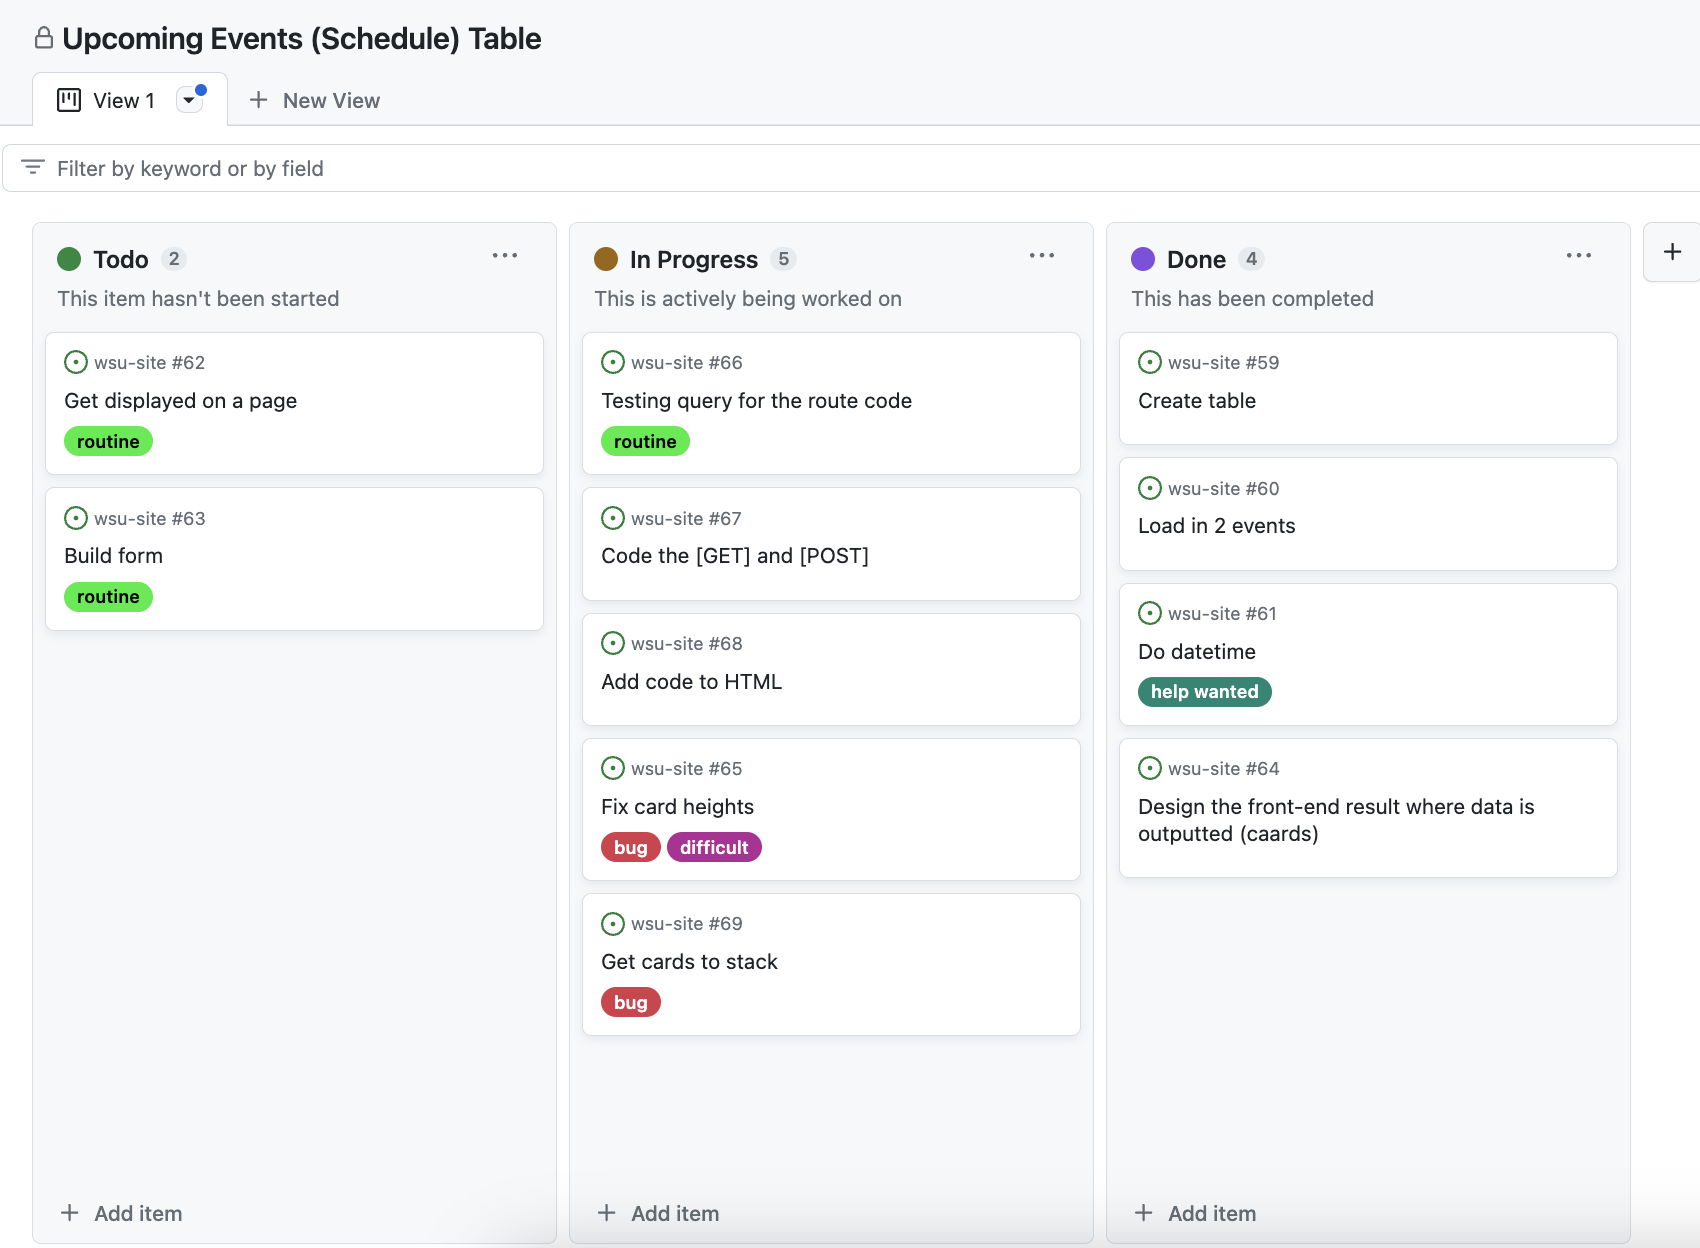 Upcoming Events (Schedule) Table
View 1
New View
Filter by keyword or by field
Todo 2
This item hasn't been started
wsu-site #62
Get displayed on a page
routine
wsu-site #63
Build form
routine
Add item
In Progress 5
This is actively being worked on
wsu-site #66
Testing query for the route code
routine
wsu-site #67
Code the [GET] and [POST]
wsu-site #68
Add code to HTML
wsu-site #65
Fix card heights
bug difficult
wsu-site #69
Get cards to stack
bug
Add item
Done 4
This has been completed
wsu-site #59
Create table
wsu-site #60
Load in 2 events
wsu-site #61
Do datetime
help wanted
wsu-site #64
Design the front-end result where data is
outputted (caards)
Add item